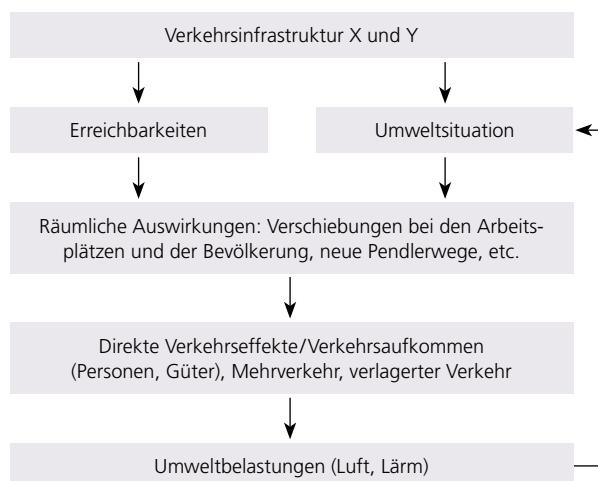 Verkehrsinfrastruktur X und Y
Erreichbarkeiten
Umweltsituation
Räumliche Auswirkungen: Verschiebungen bei den Arbeits-
plätzen und der Bevölkerung, neue Pendlerwege, etc.
Direkte Verkehrseffekte/Verkehrsaufkommen
(Personen, Güter), Mehrverkehr, verlagerter Verkehr
Umweltbelastungen (Luft, Lärm)